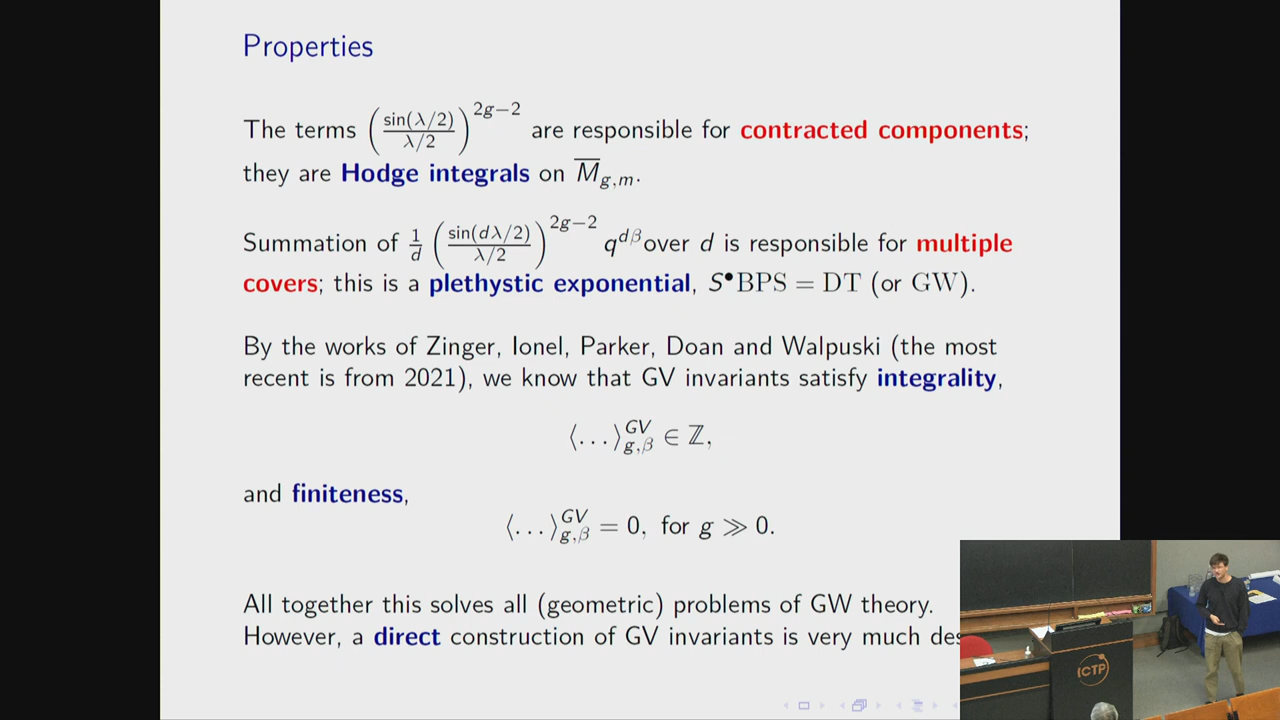 Properties
The terms (sin(λ/2) / λ/2)^{2g−2} are responsible for contracted components;
they are Hodge integrals on M̅_{g,m}.
Summation of 1/d (sin(dλ/2) / λ/2)^{2g−2} q^{dβ} over d is responsible for multiple
covers; this is a plethystic exponential, S^•BPS = DT (or GW).
By the works of Zinger, Ionel, Parker, Doan and Walpuski (the most
recent is from 2021), we know that GV invariants satisfy integrality,
⟨...⟩^{GV}_{g,β} ∈ ℤ,
and finiteness,
⟨...⟩^{GV}_{g,β} = 0, for g ≫ 0.
All together this solves all (geometric) problems of GW theory.
However, a direct construction of GV invariants is very much
ICTP